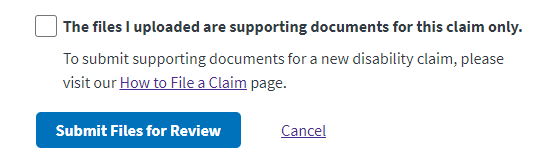 The files I uploaded are supporting documents for this claim only.
To submit supporting documents for a new disability claim, please
visit our How to File a Claim page.
Submit Files for Review
Cancel